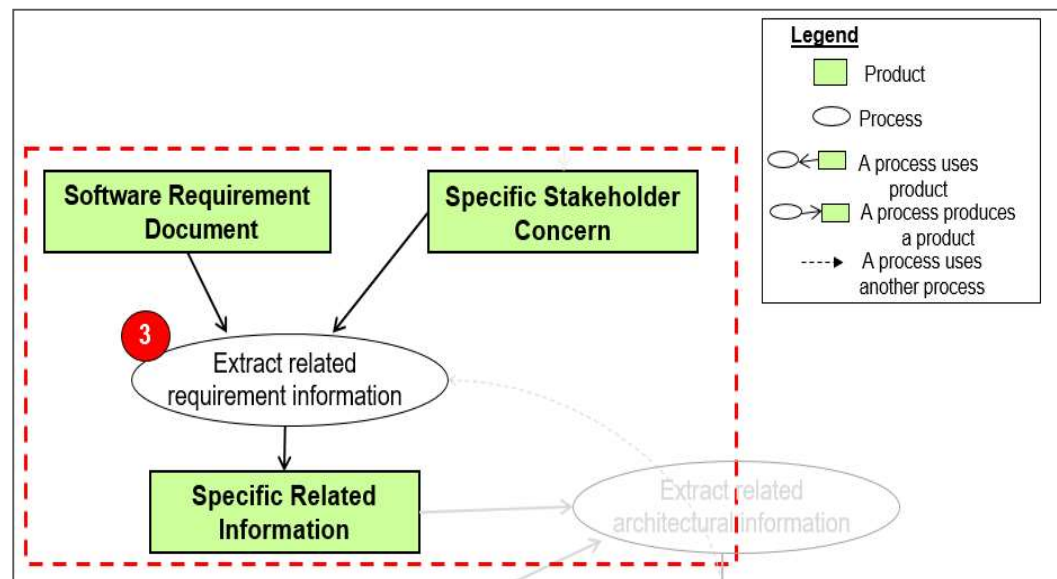 Legend
Product
Process
A process uses
product
A process produces
a product
A process uses
another process
Software Requirement
Document
Specific Stakeholder
Concern
3
Extract related
requirement information
Specific Related
Information
Extract related
architectural information